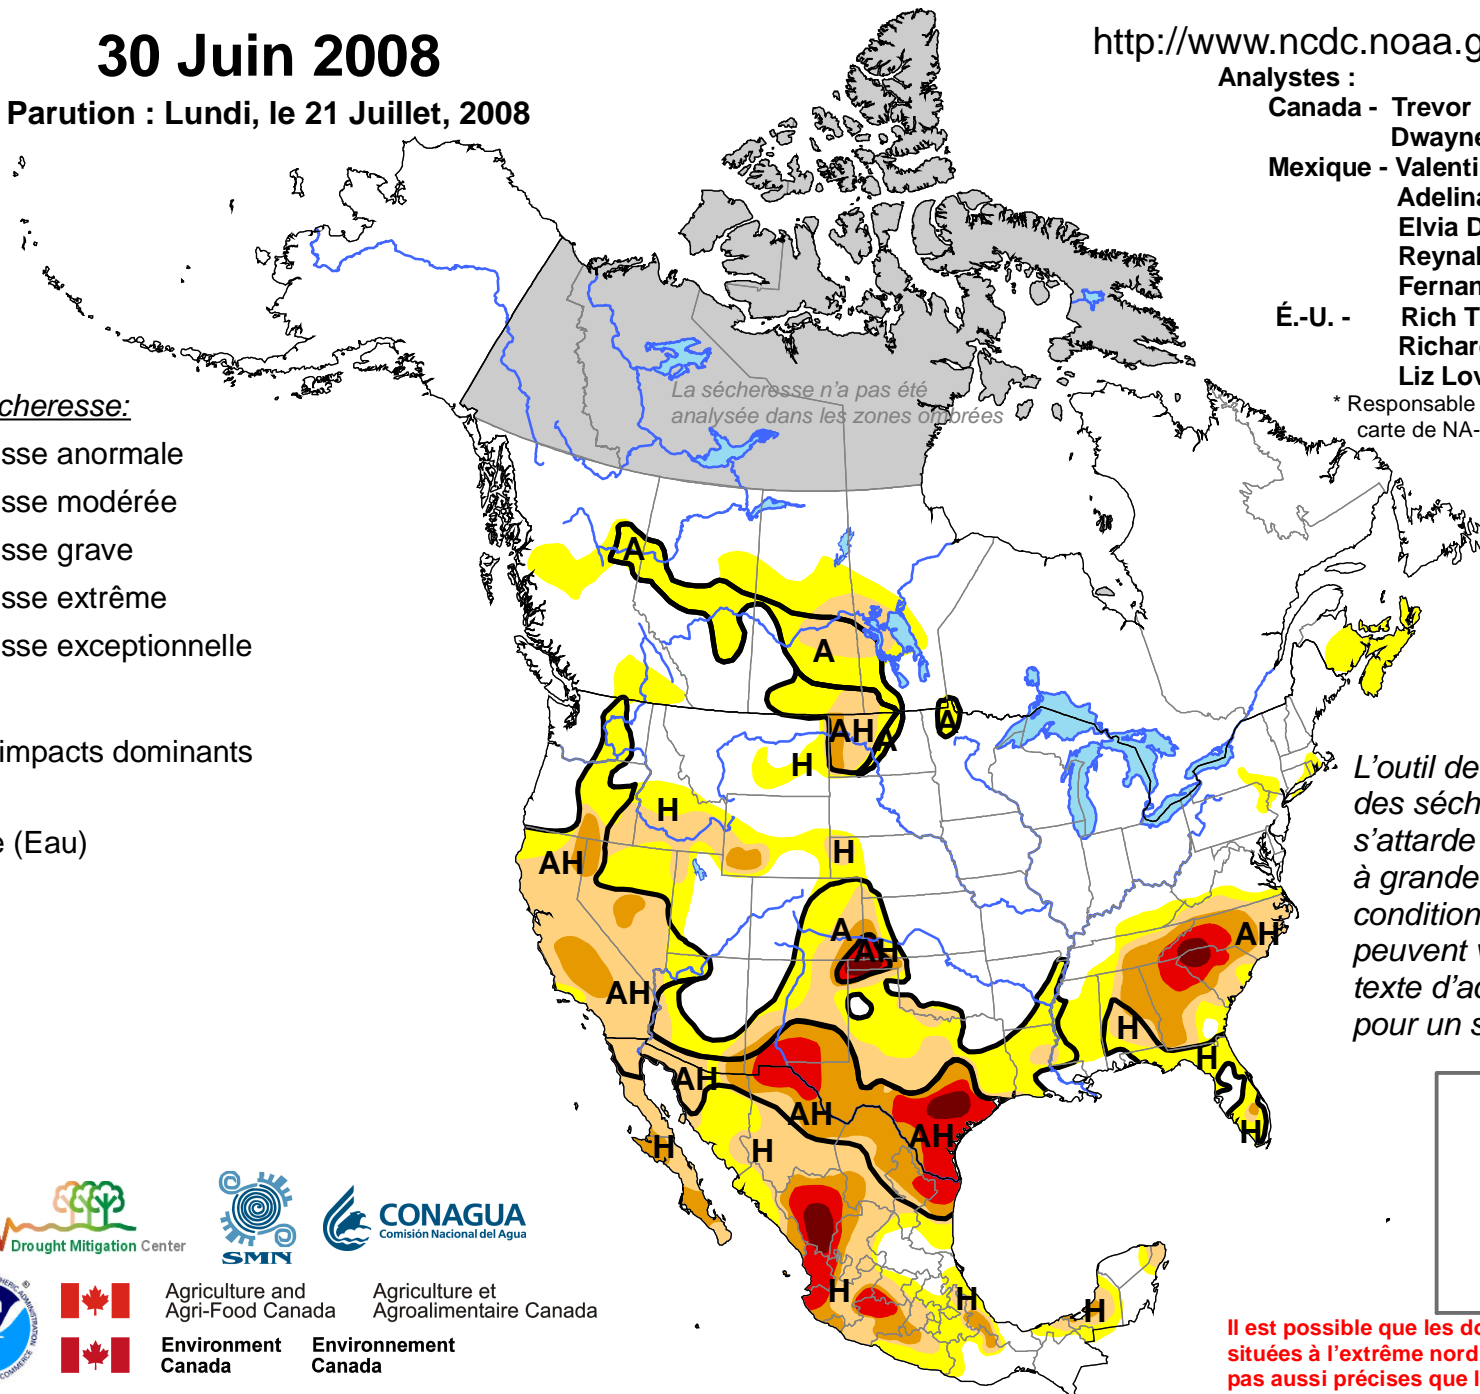 30 Juin 2008
Parution : Lundi, le 21 Juillet, 2008
http://www.ncdc.noaa.g
Analystes :
Canada - Trevor
Dwayne
Mexique - Valenti
Adelina
Elvia D
Reynal
Fernan
É.-U. - Rich T
Richard
Liz Lov
* Responsable
carte de NA-
La sécheresse n'a pas été
analysée dans les zones ombrées
cheresse:
sse anormale
sse modérée
sse grave
sse extrême
sse exceptionnelle
impacts dominants
e (Eau)
A
A
AH
A
A
H
H
AH
H
A
AH
AH
AH
H
H
AH
AH
H
H
AH
H
H
H
H
H
L'outil de
des séch
s'attarde
à grande
condition
peuvent v
texte d'ac
pour un s
Drought Mitigation Center
SMN
CONAGUA
Comisión Nacional del Agua
Agriculture and
Agri-Food Canada
Agriculture et
Agroalimentaire Canada
Environment
Canada
Environnement
Canada
Il est possible que les do
situées à l'extrême nord
pas aussi précises que l